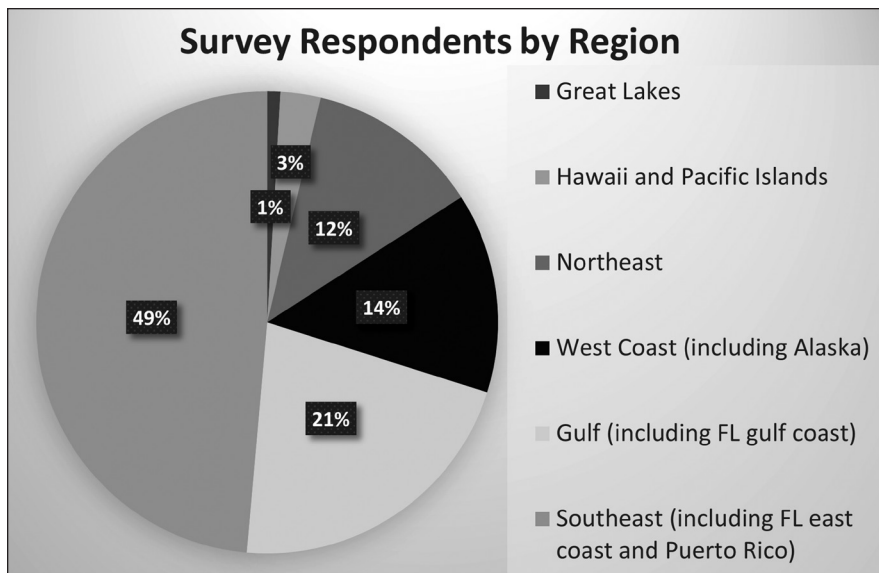 Survey Respondents by Region
3%
1%
12%
14%
49%
21%
Great Lakes
Hawaii and Pacific Islands
Northeast
West Coast (including Alaska)
Gulf (including FL gulf coast)
Southeast (including FL east
coast and Puerto Rico)